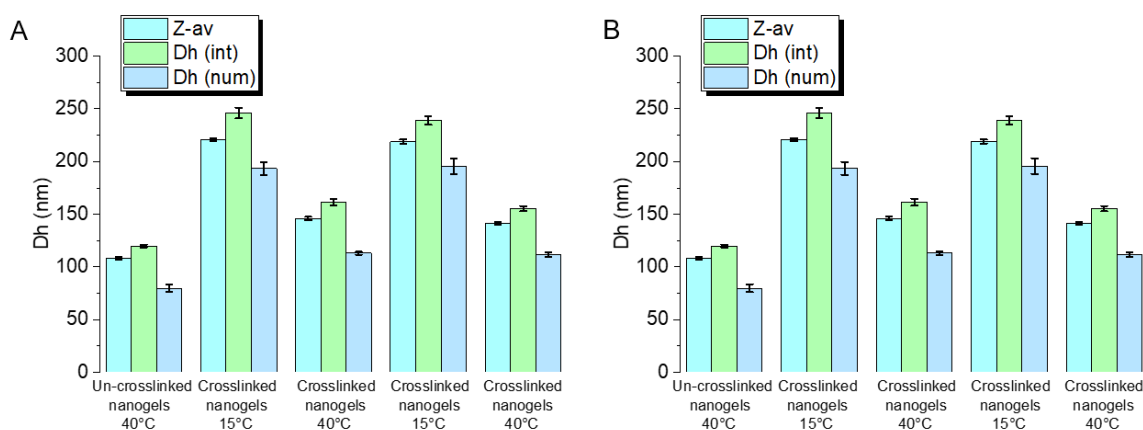 A
Z-av
Dh (int)
Dh (num)
300
250
200
150
100
50
0
Dh (nm)
Un-crosslinked
nanogels
40°C
Crosslinked
nanogels
15°C
Crosslinked
nanogels
40°C
Crosslinked
nanogels
15°C
Crosslinked
nanogels
40°C
B
Z-av
Dh (int)
Dh (num)
300
250
200
150
100
50
0
Dh (nm)
Un-crosslinked
nanogels
40°C
Crosslinked
nanogels
15°C
Crosslinked
nanogels
40°C
Crosslinked
nanogels
15°C
Crosslinked
nanogels
40°C